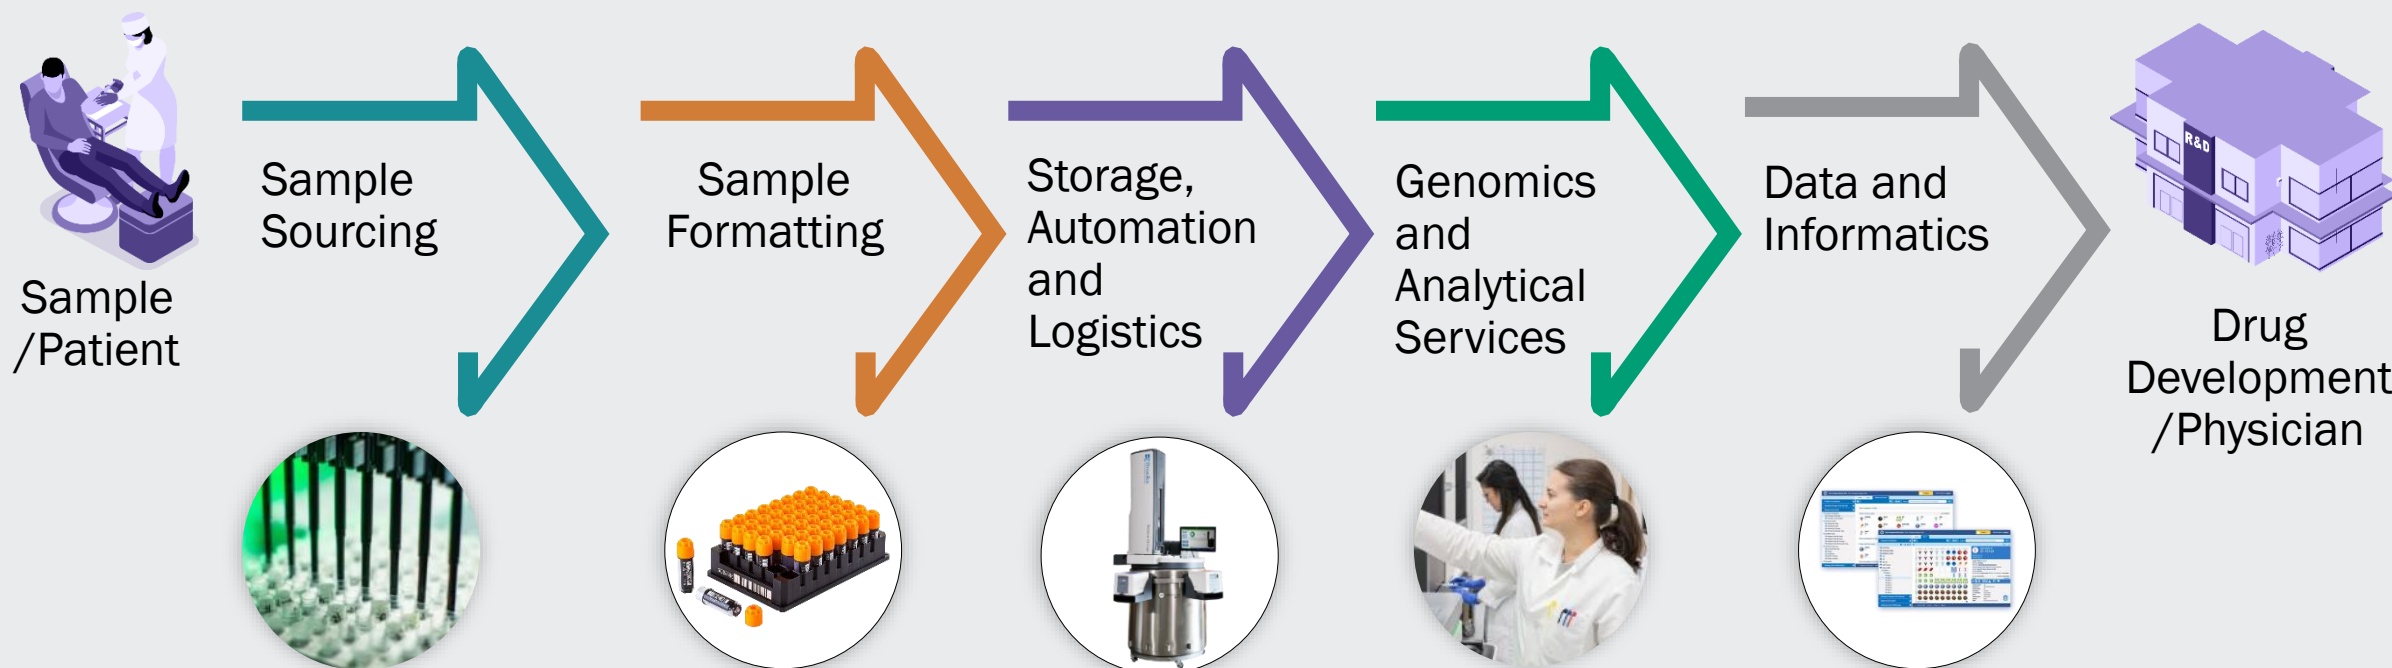 Sample
/Patient
Sample
Sourcing
Sample
Formatting
Storage,
Automation
and
Logistics
Genomics
and
Analytical
Services
Data and
Informatics
R&D
Drug
Development
/Physician